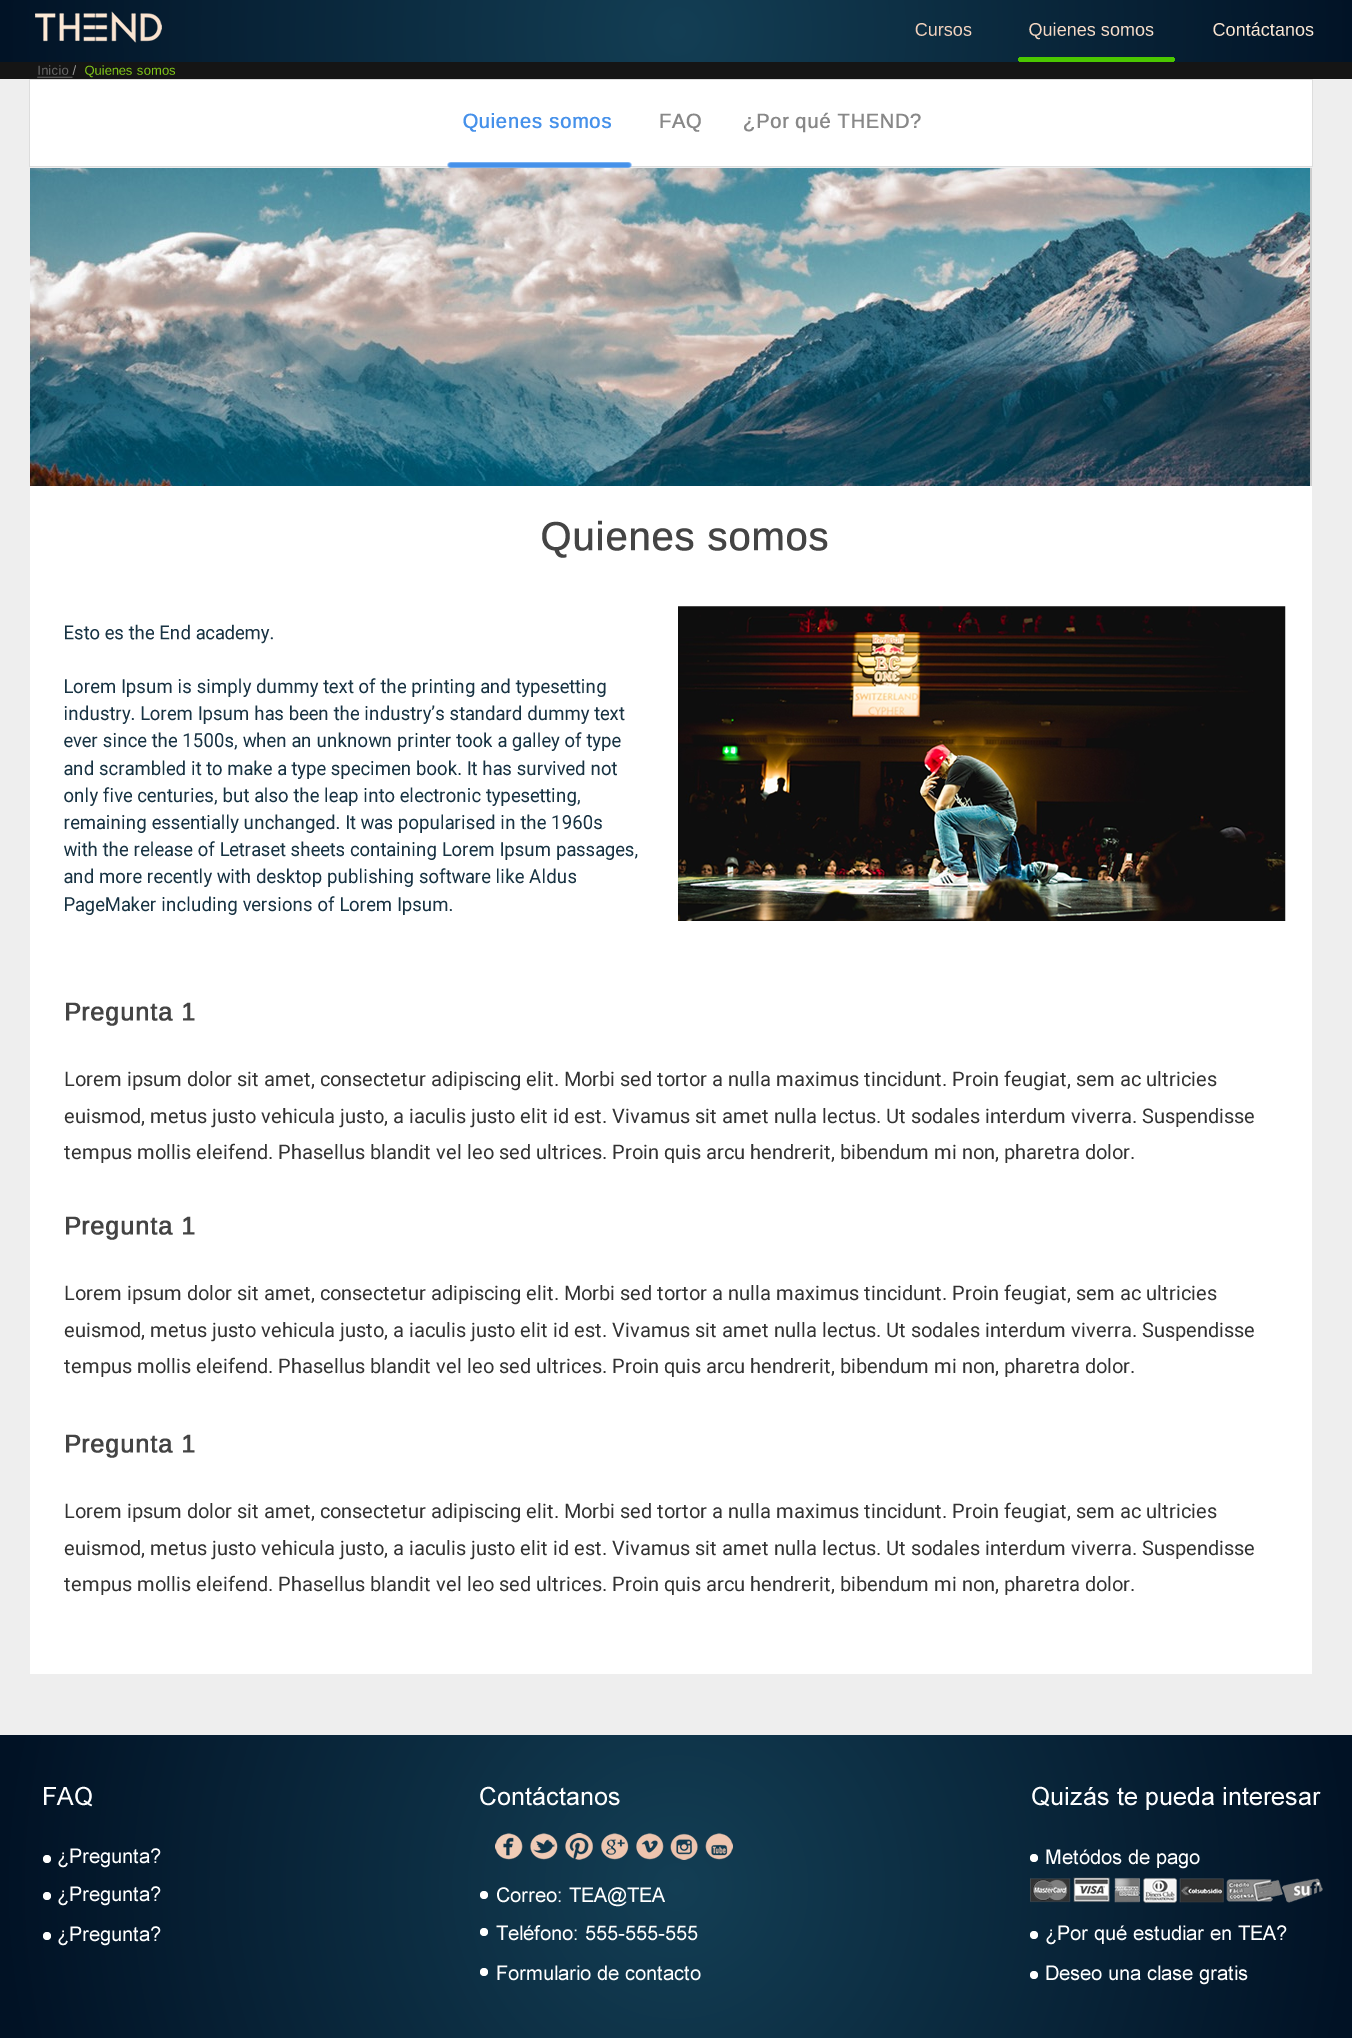 THEND
Cursos
Quienes somos
Contáctanos
Inicio / Quienes somos
Quienes somos
FAQ
¿Por qué THEND?
Quienes somos
Esto es the End academy.
Lorem Ipsum is simply dummy text of the printing and typesetting
industry. Lorem Ipsum has been the industry’s standard dummy text
ever since the 1500s, when an unknown printer took a galley of type
and scrambled it to make a type specimen book. It has survived not
only five centuries, but also the leap into electronic typesetting,
remaining essentially unchanged. It was popularised in the 1960s
with the release of Letraset sheets containing Lorem Ipsum passages,
and more recently with desktop publishing software like Aldus
PageMaker including versions of Lorem Ipsum.
BC
ONE
SWITZERLAND
CYPHER
Pregunta 1
Lorem ipsum dolor sit amet, consectetur adipiscing elit. Morbi sed tortor a nulla maximus tincidunt. Proin feugiat, sem ac ultricies
euismod, metus justo vehicula justo, a iaculis justo elit id est. Vivamus sit amet nulla lectus. Ut sodales interdum viverra. Suspendisse
tempus mollis eleifend. Phasellus blandit vel leo sed ultrices. Proin quis arcu hendrerit, bibendum mi non, pharetra dolor.
Pregunta 1
Lorem ipsum dolor sit amet, consectetur adipiscing elit. Morbi sed tortor a nulla maximus tincidunt. Proin feugiat, sem ac ultricies
euismod, metus justo vehicula justo, a iaculis justo elit id est. Vivamus sit amet nulla lectus. Ut sodales interdum viverra. Suspendisse
tempus mollis eleifend. Phasellus blandit vel leo sed ultrices. Proin quis arcu hendrerit, bibendum mi non, pharetra dolor.
Pregunta 1
Lorem ipsum dolor sit amet, consectetur adipiscing elit. Morbi sed tortor a nulla maximus tincidunt. Proin feugiat, sem ac ultricies
euismod, metus justo vehicula justo, a iaculis justo elit id est. Vivamus sit amet nulla lectus. Ut sodales interdum viverra. Suspendisse
tempus mollis eleifend. Phasellus blandit vel leo sed ultrices. Proin quis arcu hendrerit, bibendum mi non, pharetra dolor.
FAQ
¿Pregunta?
¿Pregunta?
¿Pregunta?
Contáctanos
Correo: TEA@TEA
Teléfono: 555-555-555
Formulario de contacto
Quizás te pueda interesar
Metódos de pago
MasterCard VISA Diners Club Colsubsidio
¿Por qué estudiar en TEA?
Deseo una clase gratis